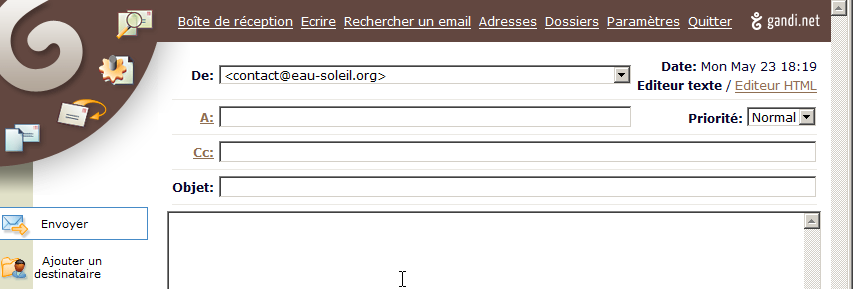 Boîte de réception Ecrire Rechercher un email Adresses Dossiers Paramètres Quitter gandi.net
De: <contact@eau-soleil.org> Date: Mon May 23 18:19
Editeur texte / Editeur HTML
A: Priorité: Normal
Cc:
Objet:
Envoyer
Ajouter un
destinataire